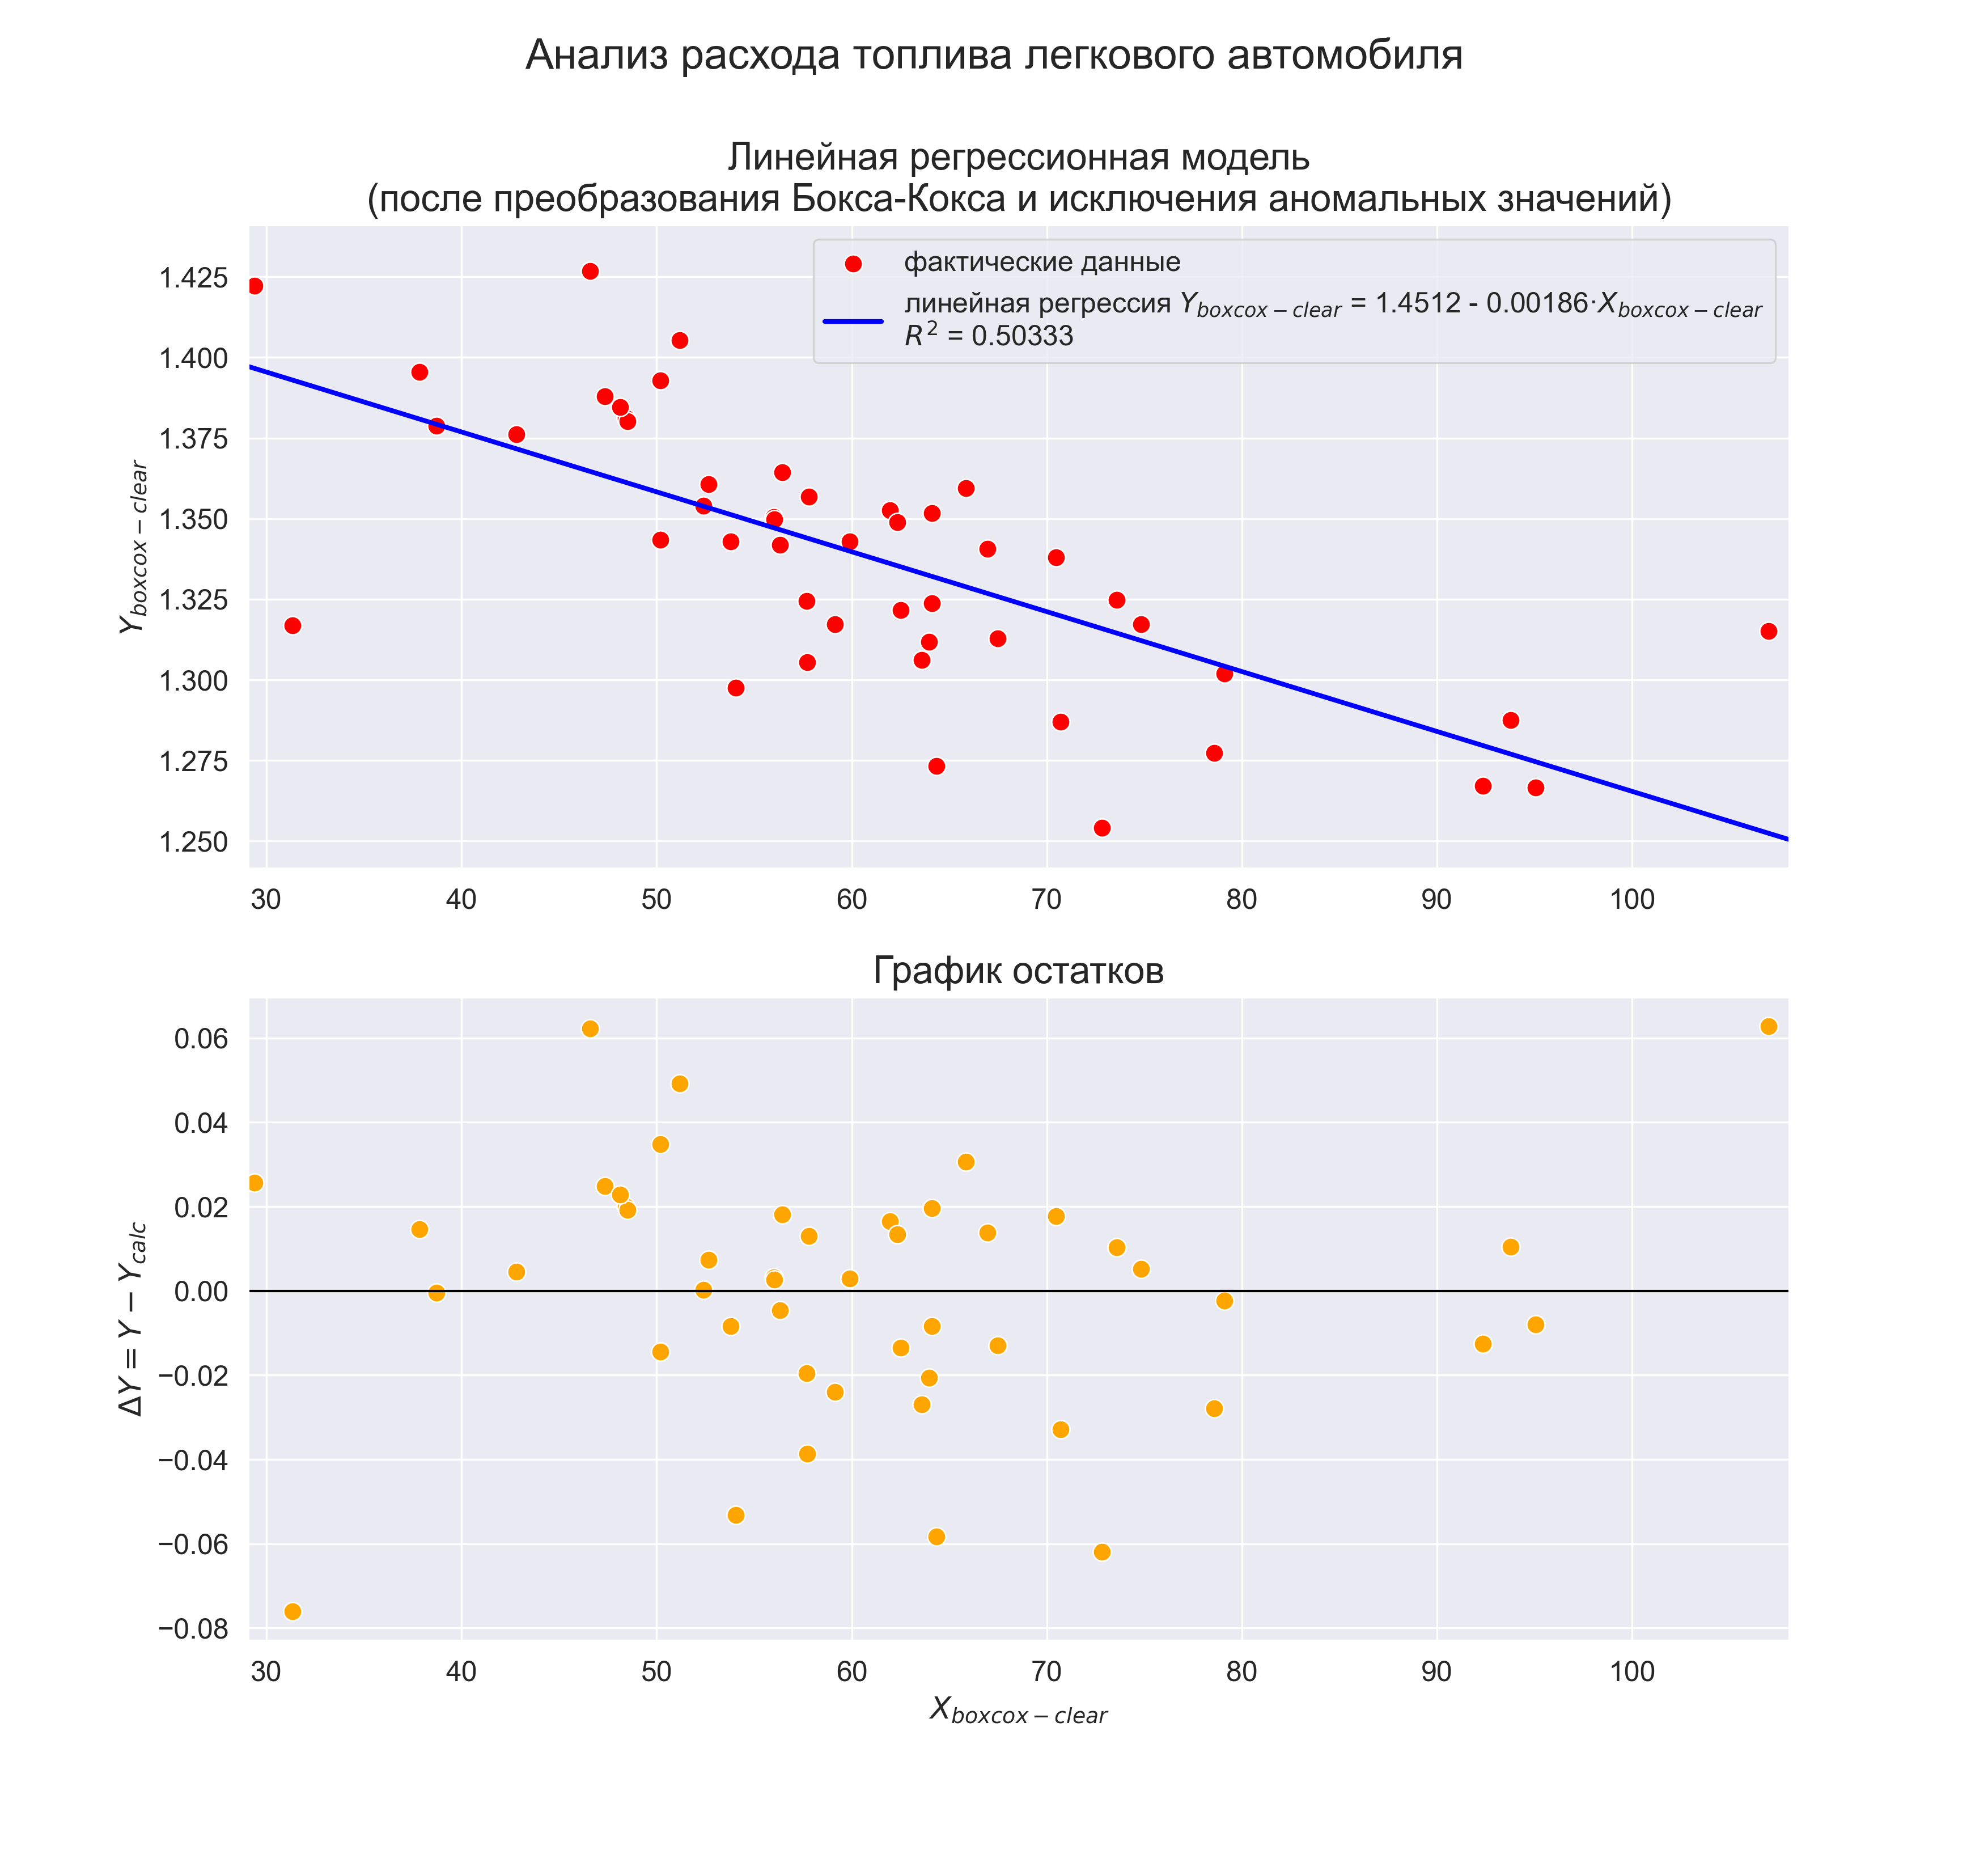 Анализ расхода топлива легкового автомобиля
Линейная регрессионная модель
(после преобразования Бокса-Кокса и исключения аномальных значений)
фактические данные
линейная регрессия Y_boxcox−clear = 1.4512 - 0.00186·X_boxcox−clear
R² = 0.50333
Y_boxcox−clear
1.425
1.400
1.375
1.350
1.325
1.300
1.275
1.250
30 40 50 60 70 80 90 100
График остатков
ΔY = Y − Y_calc
0.06
0.04
0.02
0.00
−0.02
−0.04
−0.06
−0.08
30 40 50 60 70 80 90 100
X_boxcox−clear